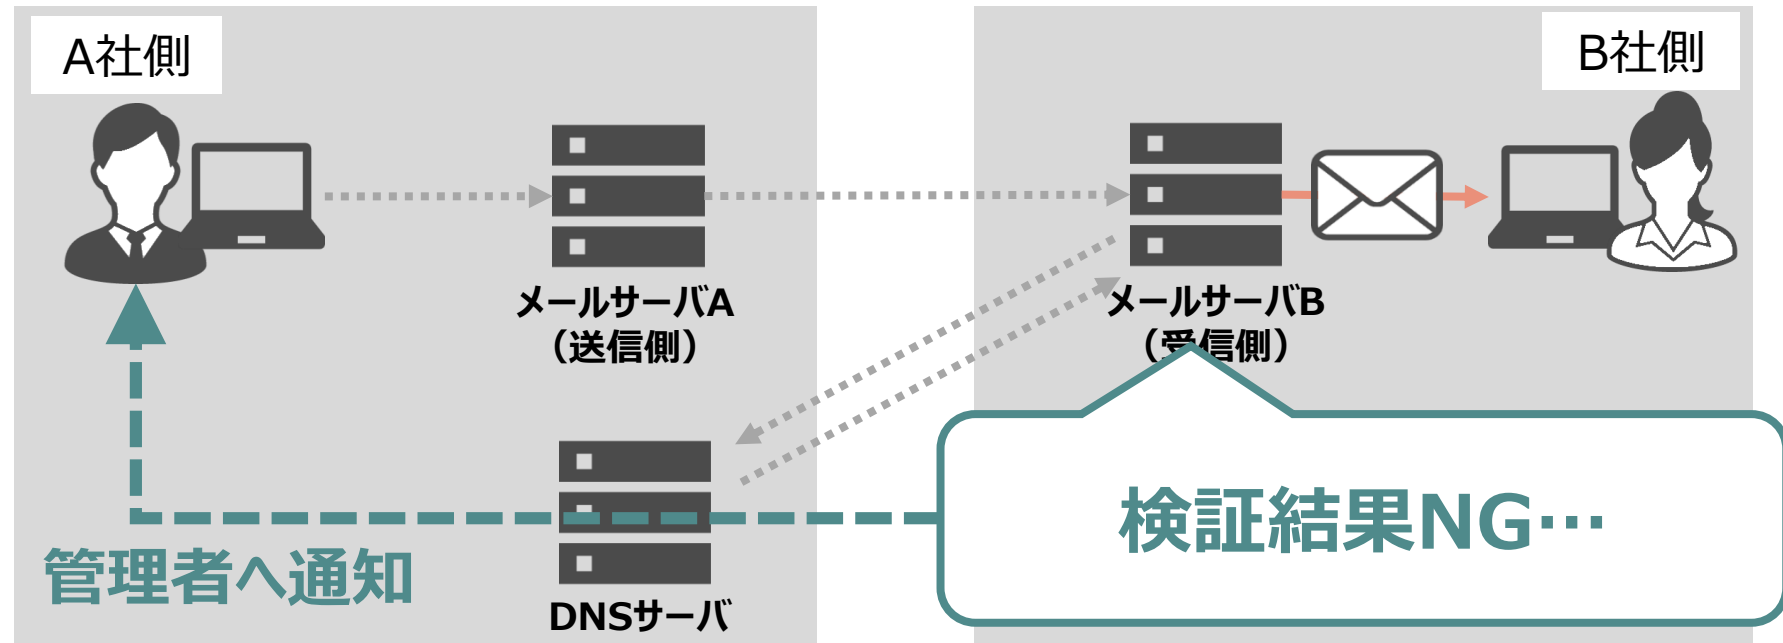 A社側
B社側
メールサーバA
（送信側）
メールサーバB
（受信側）
検証結果NG…
管理者へ通知
DNSサーバ